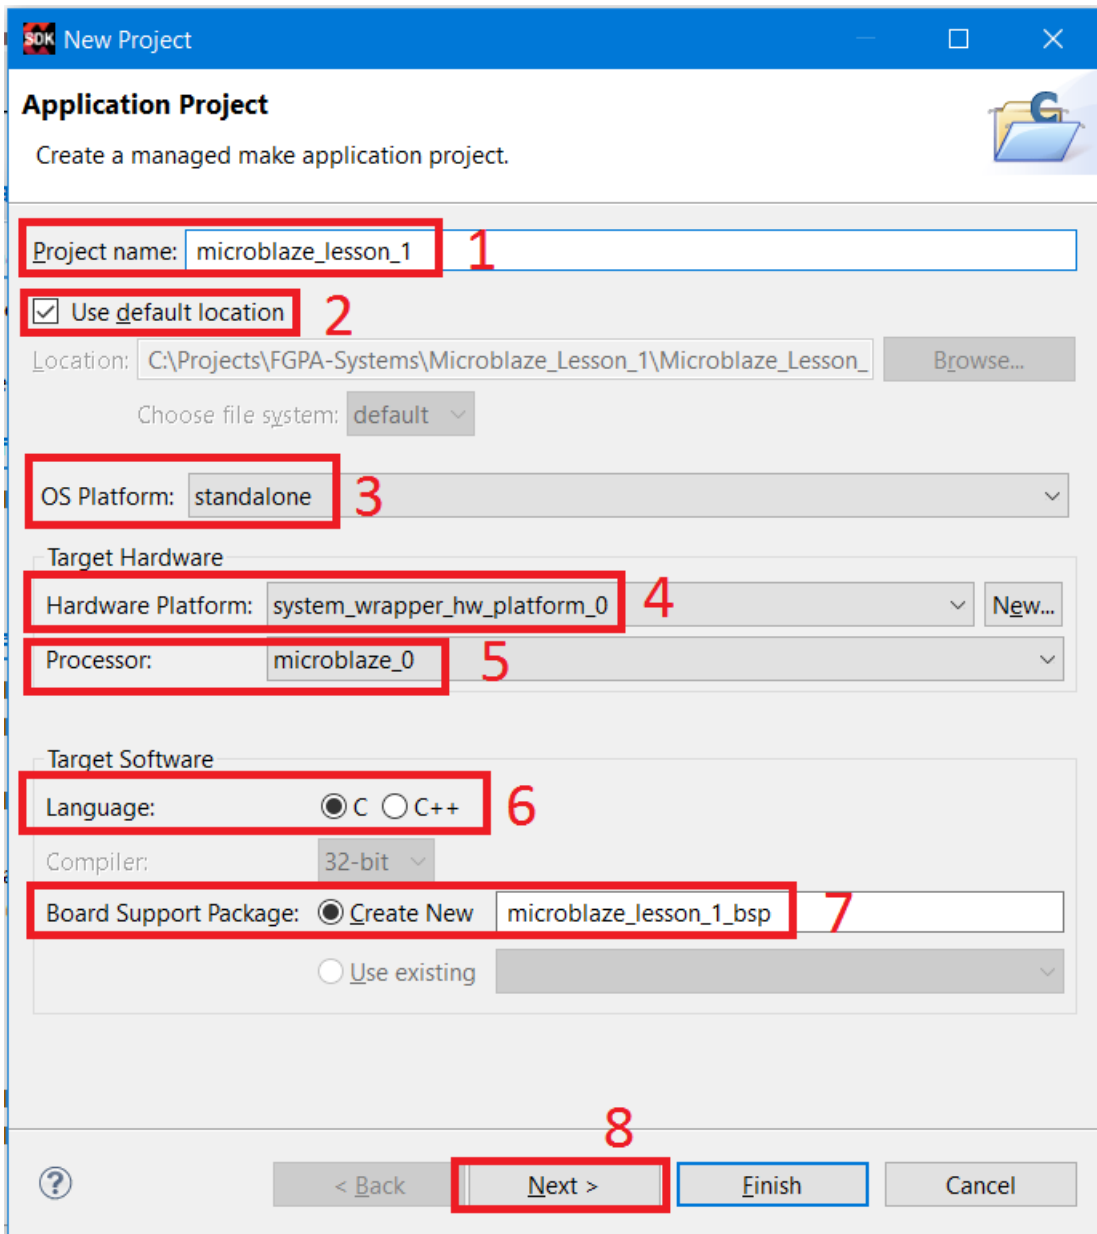 SDK New Project
Application Project
Create a managed make application project.
Project name: microblaze_lesson_1 1
Use default location 2
Location: C:\Projects\FGPA-Systems\Microblaze_Lesson_1\Microblaze_Lesson_ Browse...
Choose file system: default
OS Platform: standalone 3
Target Hardware
Hardware Platform: system_wrapper_hw_platform_0 4 New...
Processor: microblaze_0 5
Target Software
Language: C C++ 6
Compiler: 32-bit
Board Support Package: Create New microblaze_lesson_1_bsp 7
Use existing
8
? < Back Next > Finish Cancel